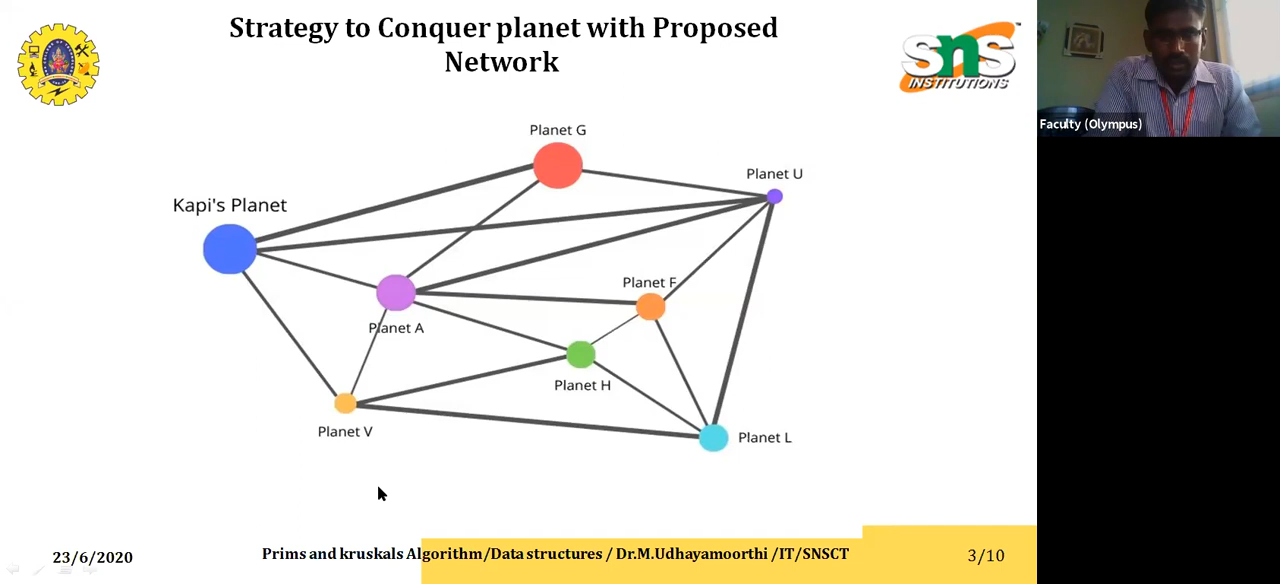 Strategy to Conquer planet with Proposed
Network
SNS
INSTITUTIONS
Faculty (Olympus)
Planet G
Planet U
Kapi's Planet
Planet F
Planet A
Planet H
Planet V
Planet L
23/6/2020
Prims and kruskals Algorithm/Data structures / Dr.M.Udhayamoorthi /IT/SNSCT
3/10